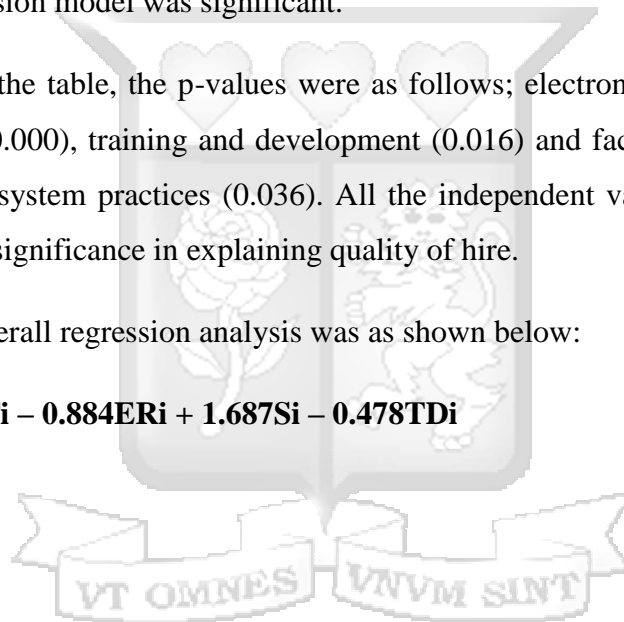 sion model was significant.
the table, the p-values were as follows; electron
0.000), training and development (0.016) and fac
system practices (0.036). All the independent va
significance in explaining quality of hire.
erall regression analysis was as shown below:
i – 0.884ERi + 1.687Si – 0.478TDi
VT OMNES VNVM SINT